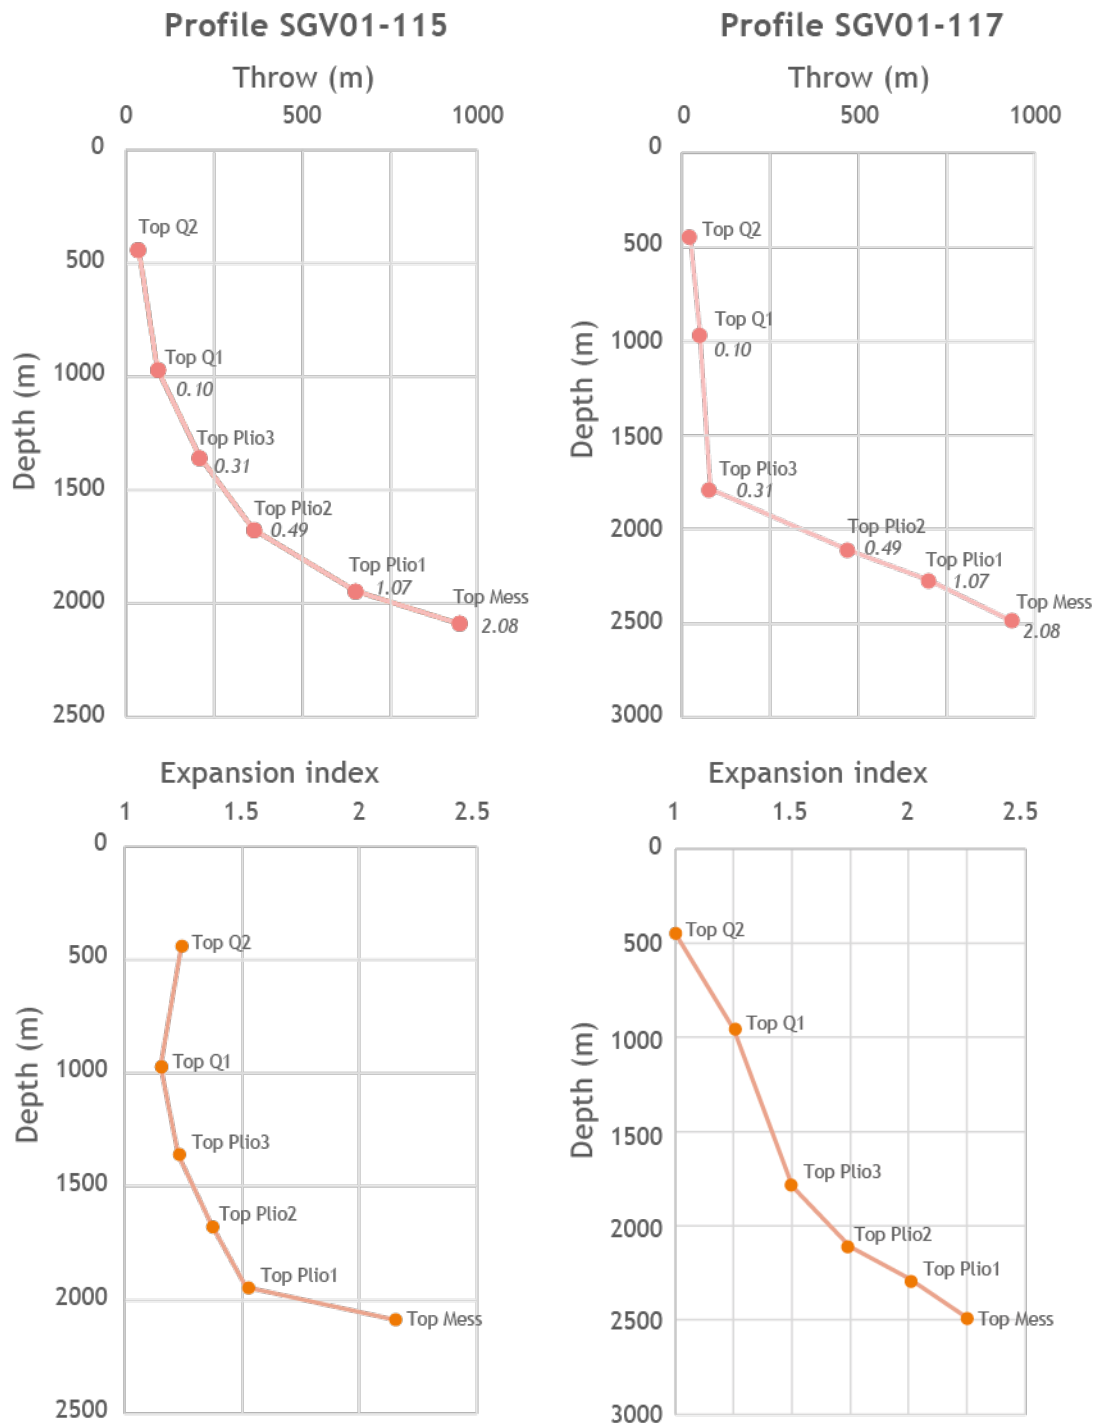 Profile SGV01-115
Throw (m)
0 500 1000
0
500
1000
1500
2000
2500
Depth (m)
Top Q2
Top Q1
0.10
Top Plio3
0.31
Top Plio2
0.49
Top Plio1
1.07
Top Mess
2.08
Profile SGV01-117
Throw (m)
0 500 1000
0
500
1000
1500
2000
2500
3000
Depth (m)
Top Q2
Top Q1
0.10
Top Plio3
0.31
Top Plio2
0.49
Top Plio1
1.07
Top Mess
2.08
Expansion index
1 1.5 2 2.5
0
500
1000
1500
2000
2500
Depth (m)
Top Q2
Top Q1
Top Plio3
Top Plio2
Top Plio1
Top Mess
Expansion index
1 1.5 2 2.5
0
500
1000
1500
2000
2500
3000
Depth (m)
Top Q2
Top Q1
Top Plio3
Top Plio2
Top Plio1
Top Mess